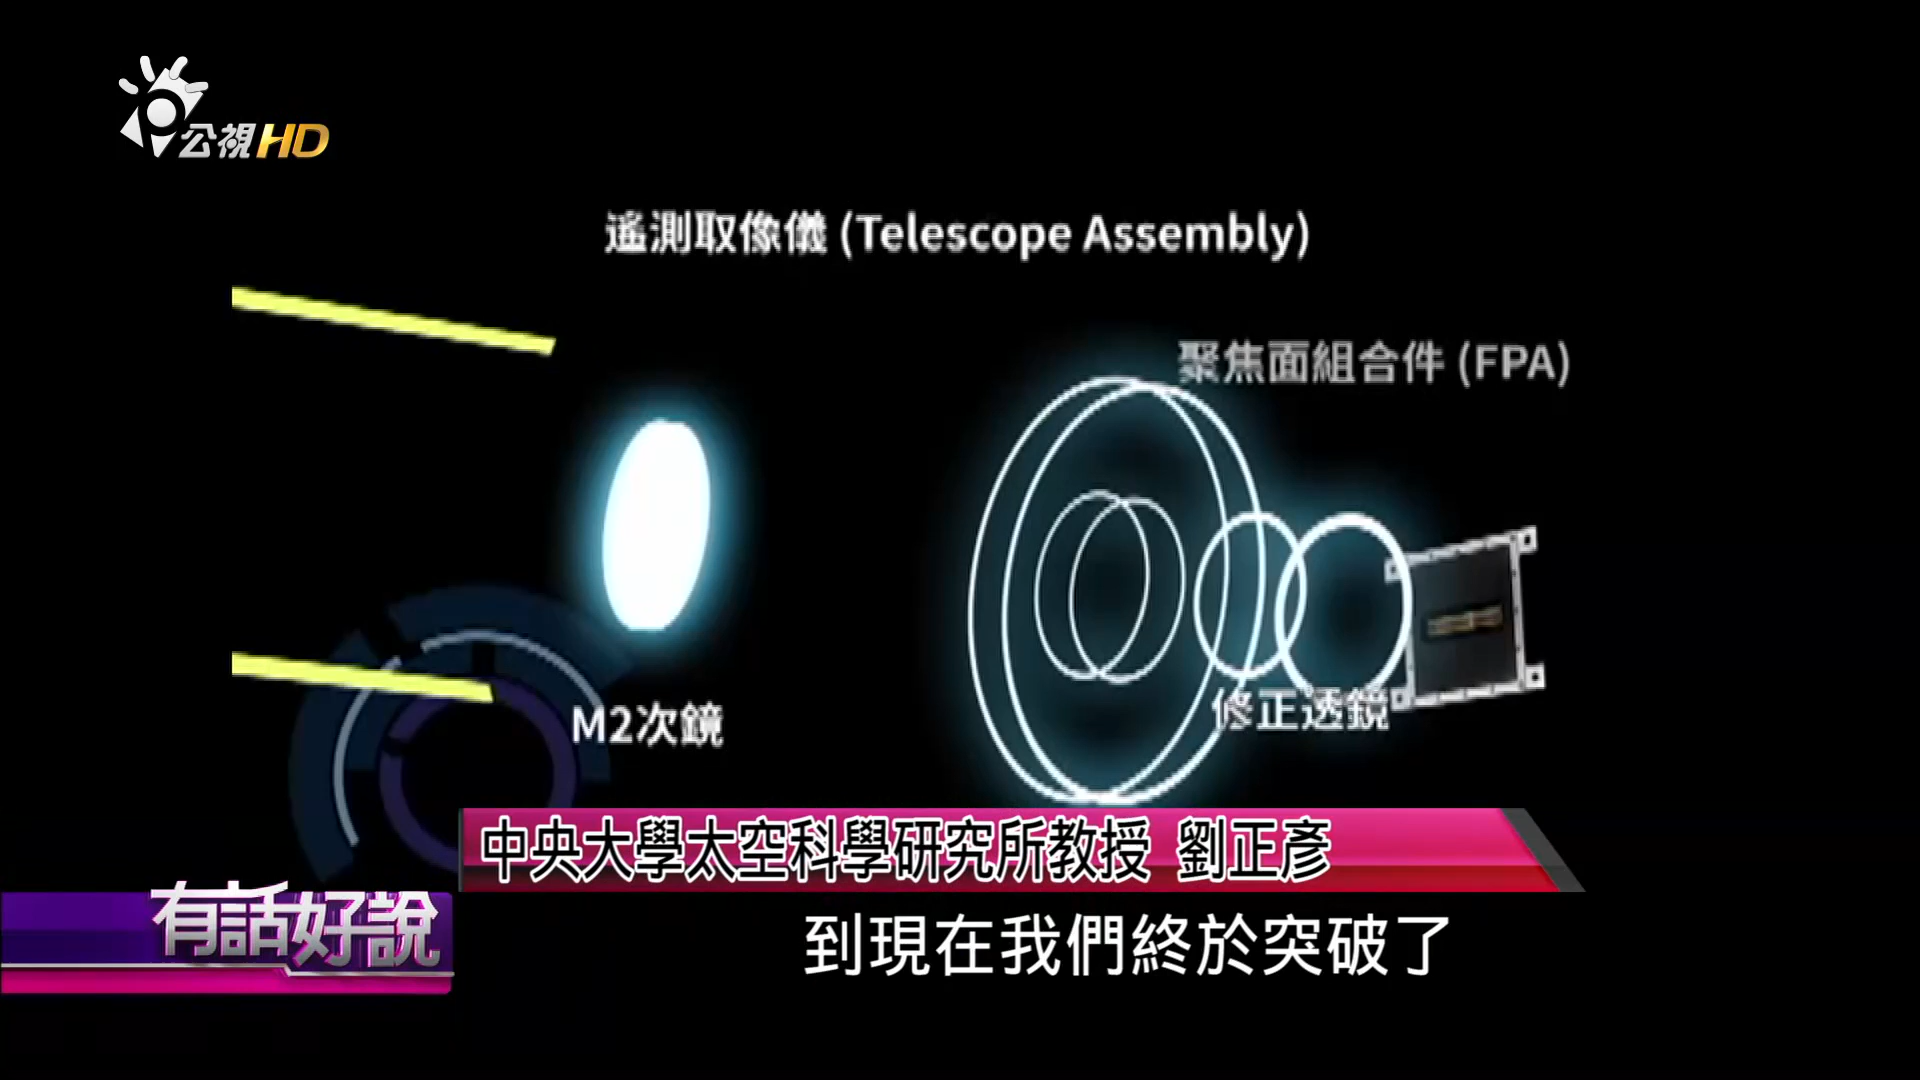 公視HD
遙測取像儀 (Telescope Assembly)
聚焦面組合件 (FPA)
修正透鏡
M2次鏡
中央大學太空科學研究所教授 劉正彥
有話好說
到現在我們終於突破了